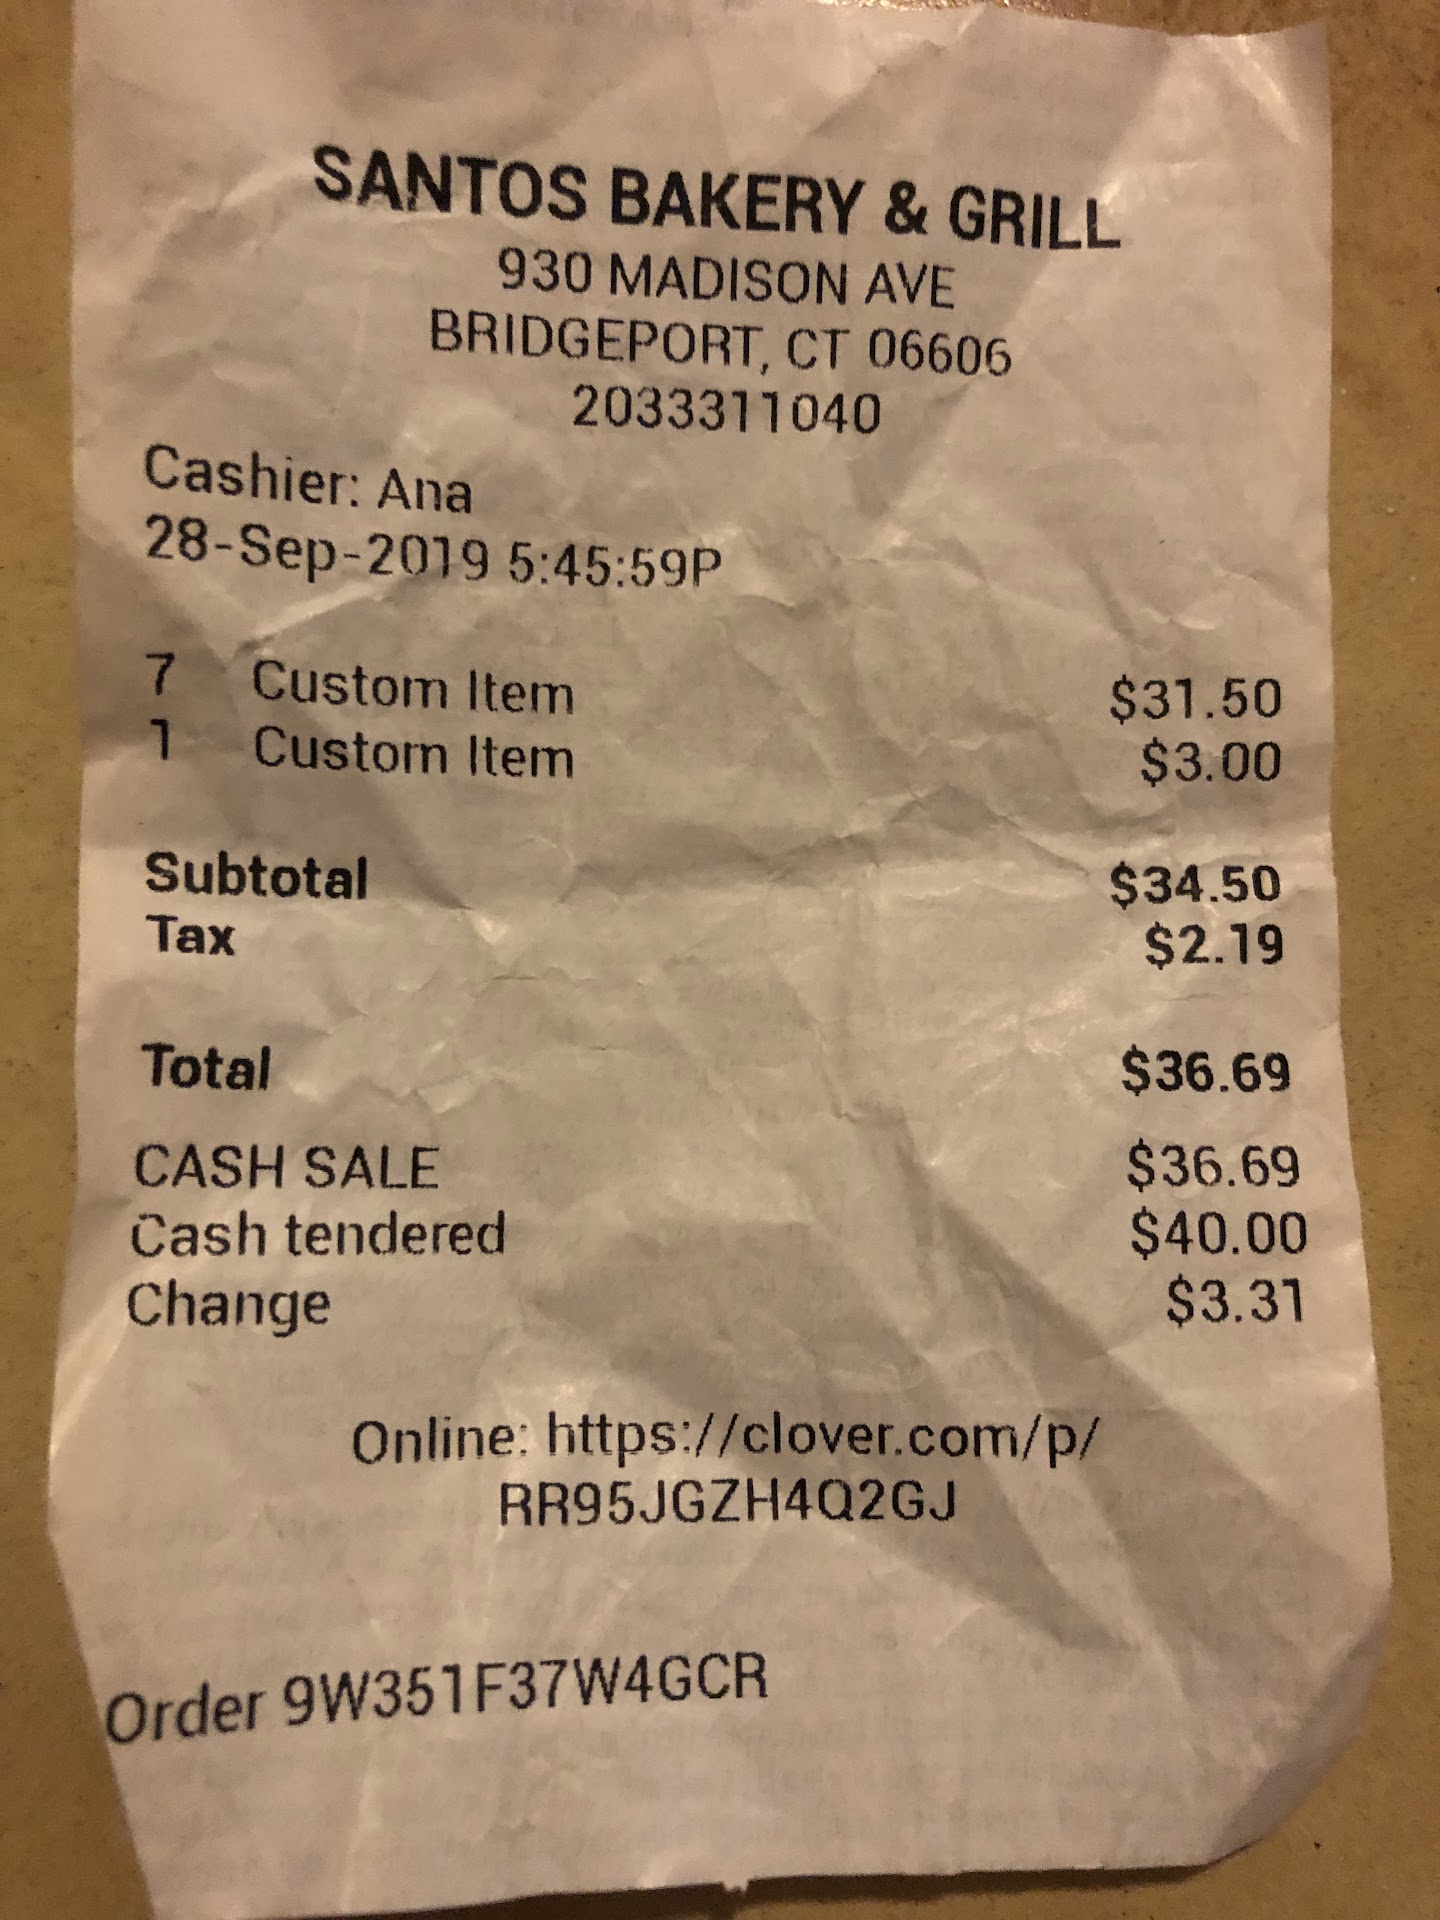 SANTOS BAKERY & GRILL
930 MADISON AVE
BRIDGEPORT, CT 06606
2033311040
Cashier: Ana
28-Sep-2019 5:45:59P
7 Custom Item $31.50
1 Custom Item $3.00
Subtotal $34.50
Tax $2.19
Total $36.69
CASH SALE $36.69
Cash tendered $40.00
Change $3.31
Online: https://clover.com/p/
RR95JGZH4Q2GJ
Order 9W351F37W4GCR